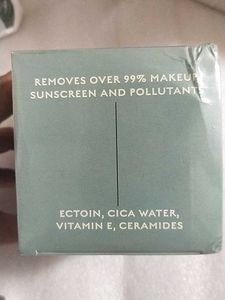 REMOVES OVER 99% MAKEUP
SUNSCREEN AND POLLUTANTS
ECTOIN, CICA WATER,
VITAMIN E, CERAMIDES